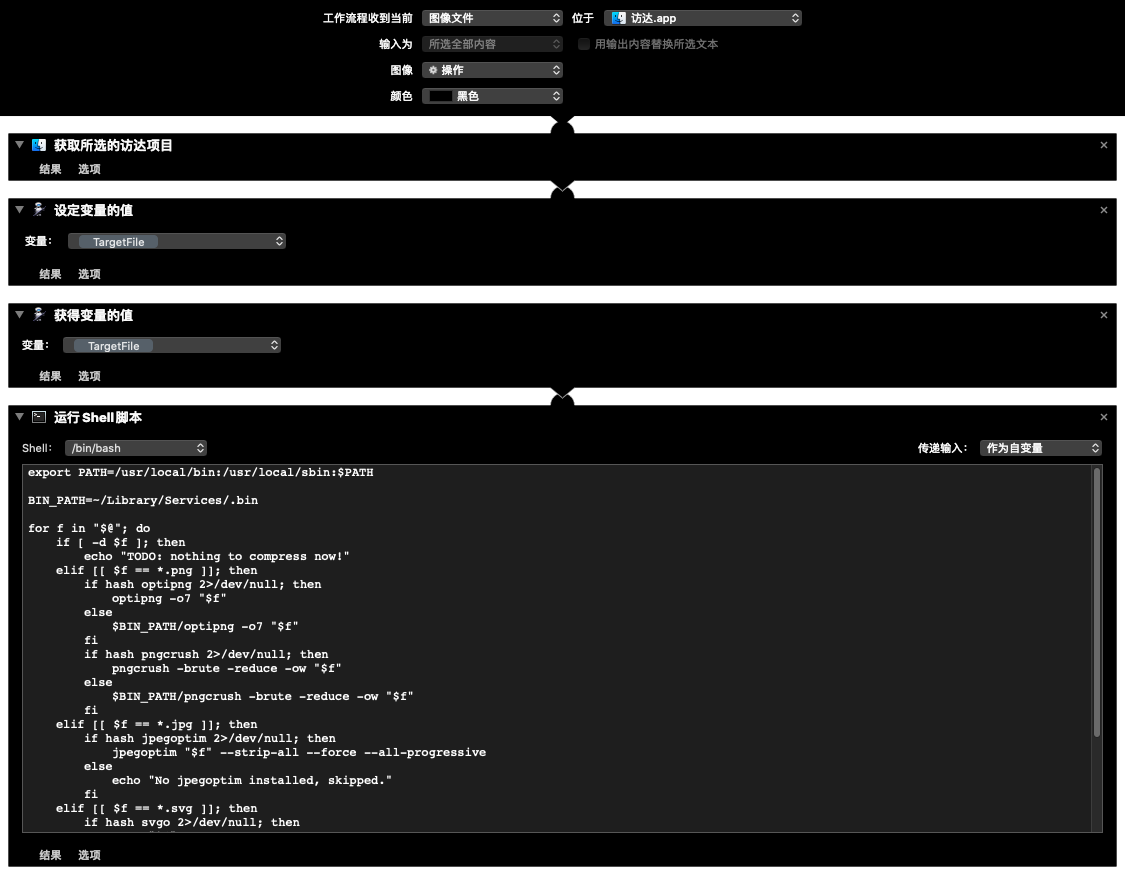 工作流程收到当前 图像文件 位于 访达.app
输入为 所选全部内容 用输出内容替换所选文本
图像 操作
颜色 黑色
获取所选的访达项目
结果 选项
设定变量的值
变量： TargetFile
结果 选项
获得变量的值
变量： TargetFile
结果 选项
运行 Shell 脚本
Shell： /bin/bash 传递输入： 作为自变量
export PATH=/usr/local/bin:/usr/local/sbin:$PATH
BIN_PATH=~/Library/Services/.bin
for f in "$@"; do
    if [ -d $f ]; then
        echo "TODO: nothing to compress now!"
    elif [[ $f == *.png ]]; then
        if hash optipng 2>/dev/null; then
            optipng -o7 "$f"
        else
            $BIN_PATH/optipng -o7 "$f"
        fi
        if hash pngcrush 2>/dev/null; then
            pngcrush -brute -reduce -ow "$f"
        else
            $BIN_PATH/pngcrush -brute -reduce -ow "$f"
        fi
    elif [[ $f == *.jpg ]]; then
        if hash jpegoptim 2>/dev/null; then
            jpegoptim "$f" --strip-all --force --all-progressive
        else
            echo "No jpegoptim installed, skipped."
        fi
    elif [[ $f == *.svg ]]; then
        if hash svgo 2>/dev/null; then
结果 选项